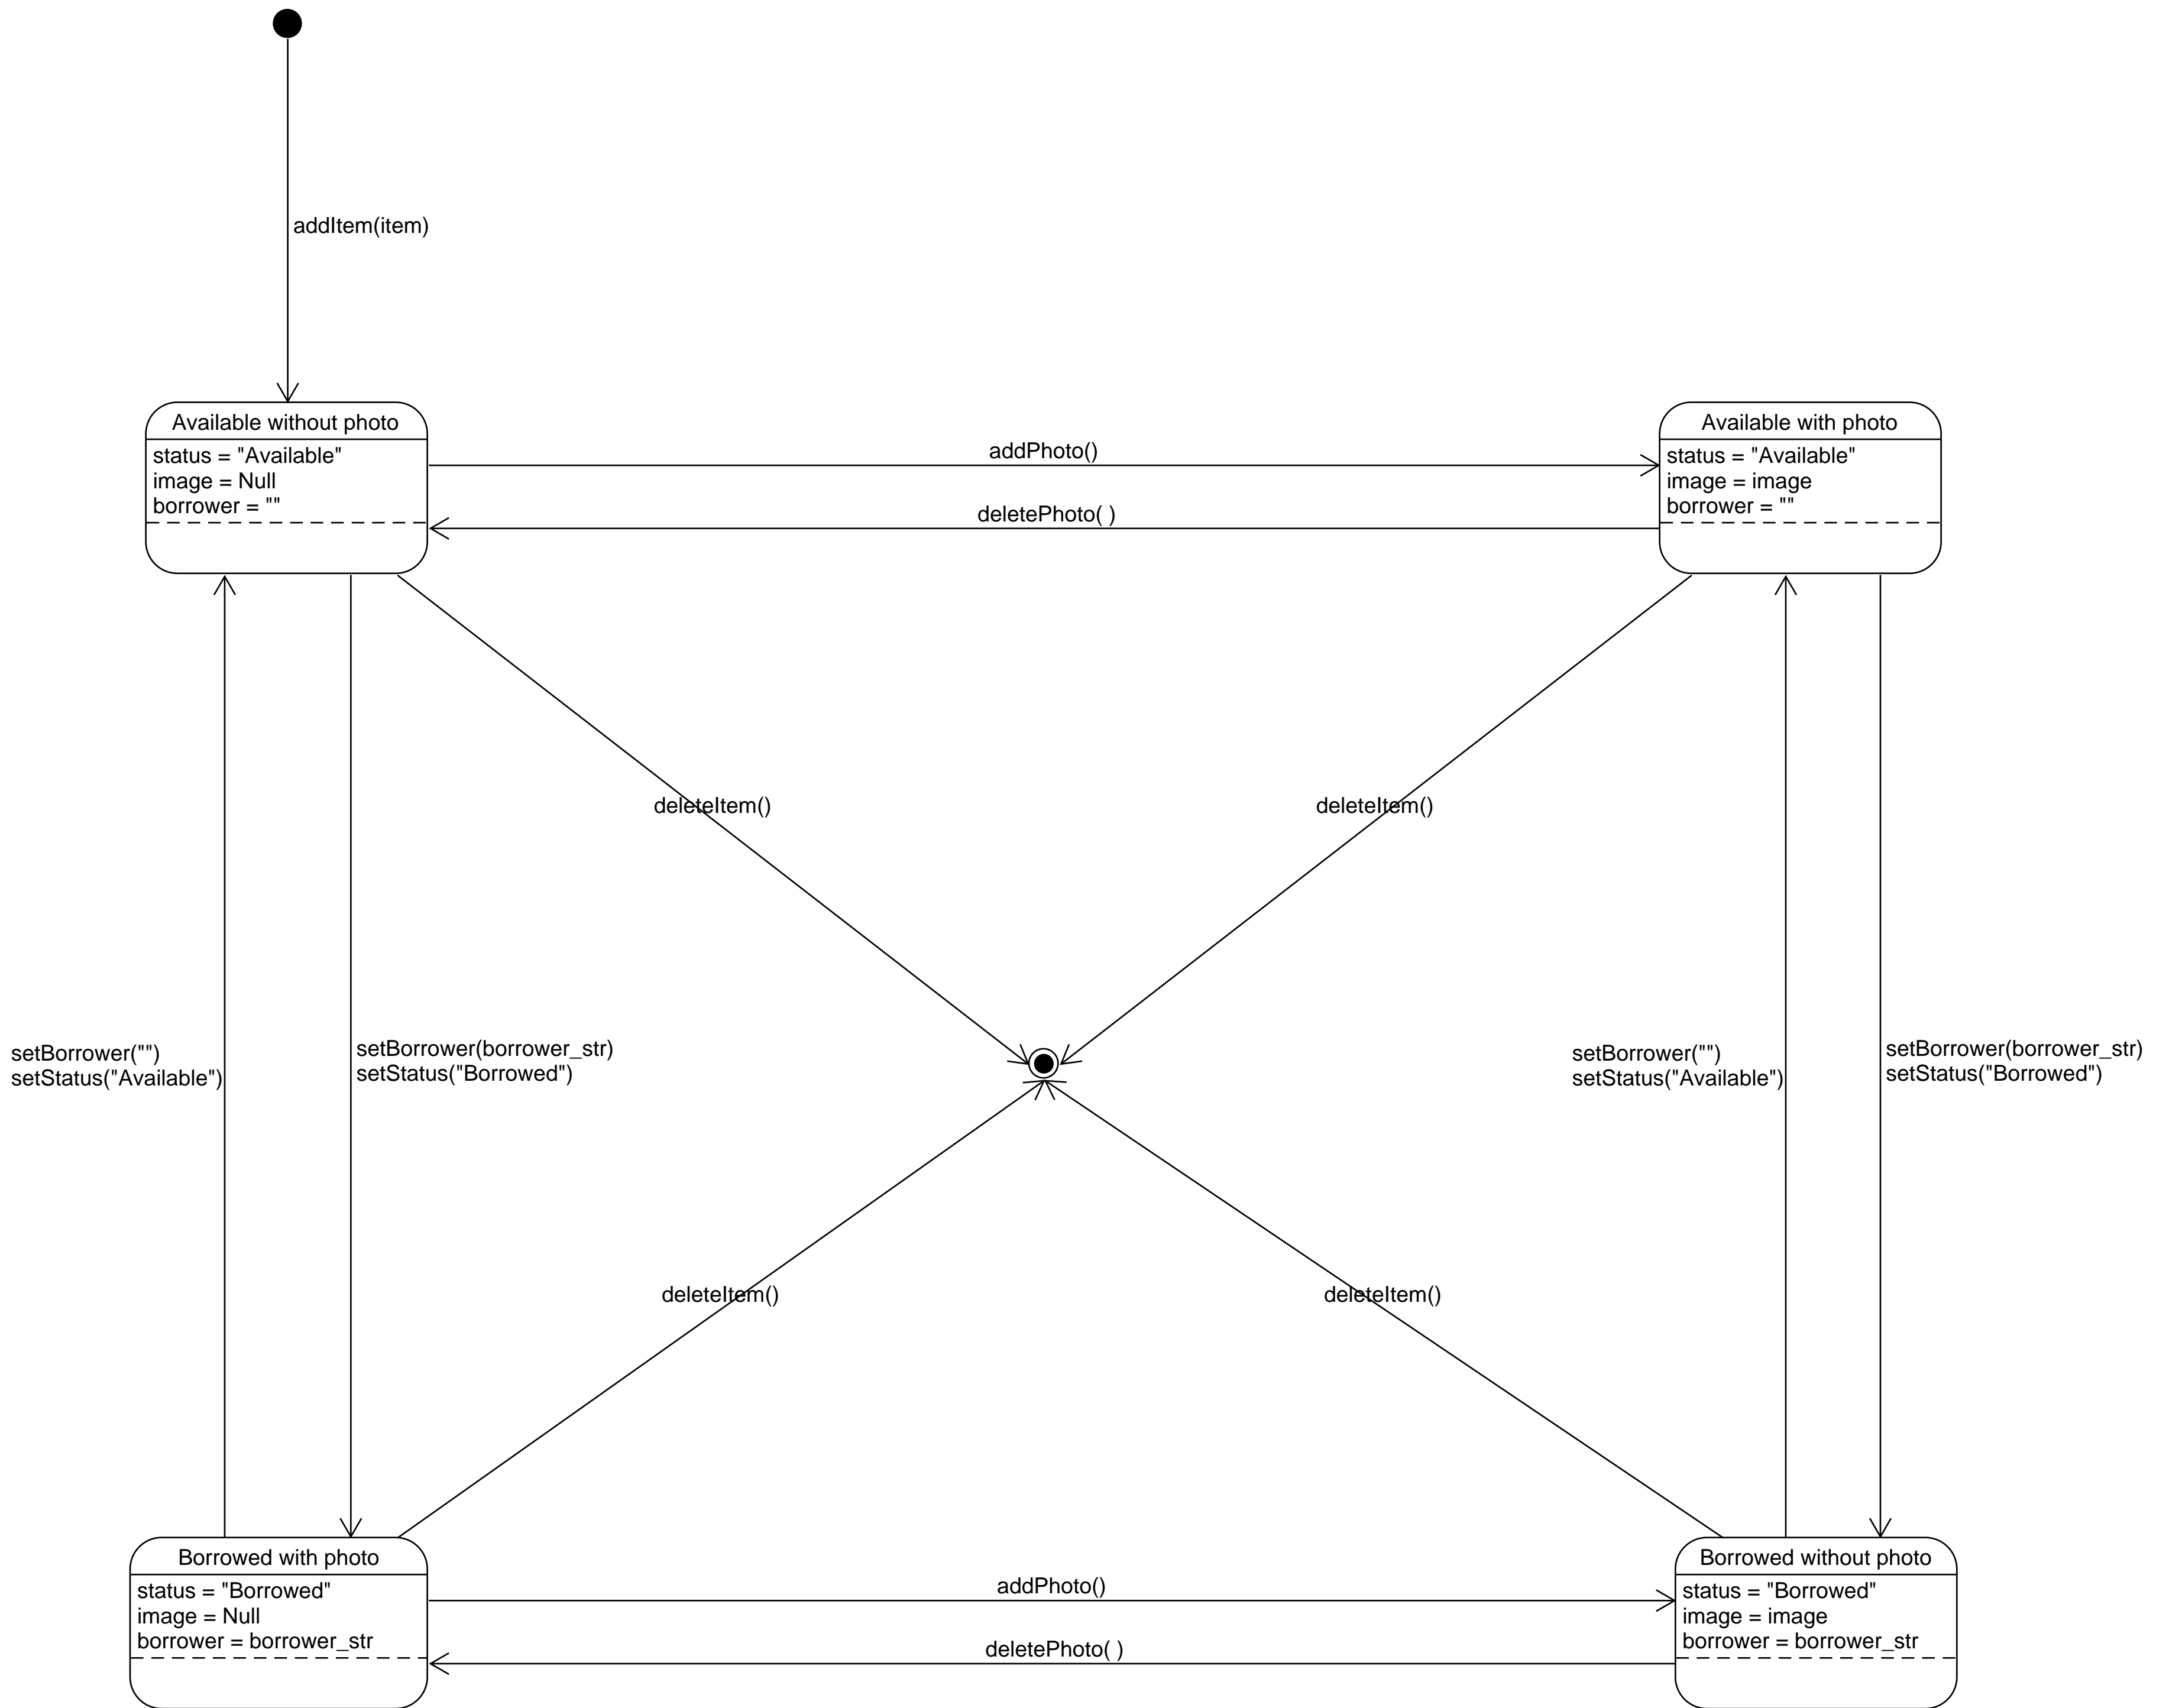 addItem(item)
Available without photo
status = "Available"
image = Null
borrower = ""
addPhoto()
deletePhoto( )
Available with photo
status = "Available"
image = image
borrower = ""
deleteItem()
deleteItem()
setBorrower("")
setStatus("Available")
setBorrower(borrower_str)
setStatus("Borrowed")
setBorrower("")
setStatus("Available")
setBorrower(borrower_str)
setStatus("Borrowed")
deleteItem()
deleteItem()
Borrowed with photo
status = "Borrowed"
image = Null
borrower = borrower_str
addPhoto()
deletePhoto( )
Borrowed without photo
status = "Borrowed"
image = image
borrower = borrower_str